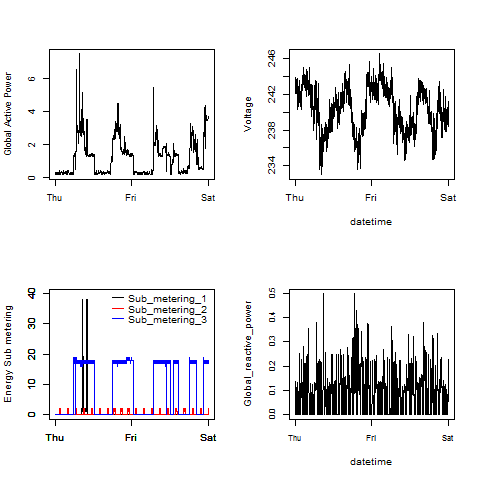 Global Active Power
6
4
2
0
Thu Fri Sat
Voltage
246
242
238
234
Thu Fri Sat
datetime
Energy Sub metering
40
30
20
10
0
Sub_metering_1
Sub_metering_2
Sub_metering_3
Thu Fri Sat
Global_reactive_power
0.5
0.4
0.3
0.2
0.1
0.0
Thu Fri Sat
datetime